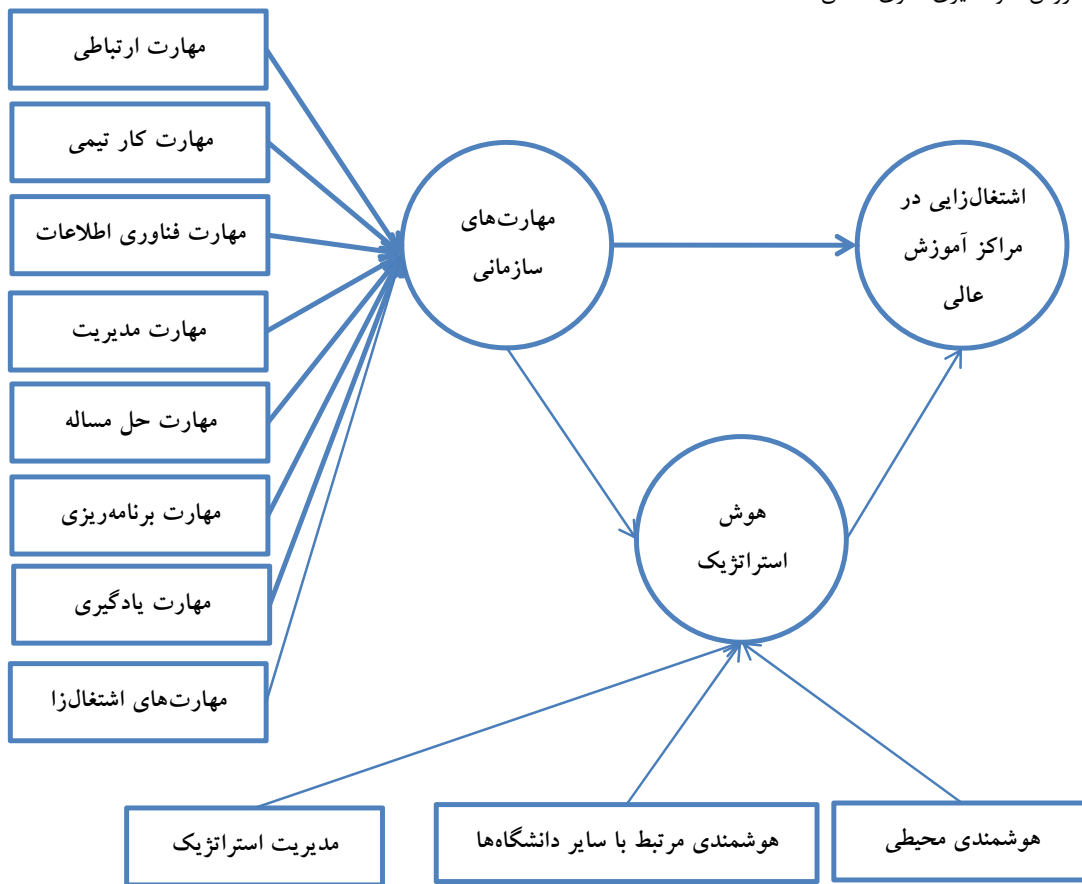 مهارت ارتباطی
مهارت کار تیمی
مهارت فناوری اطلاعات
مهارت مدیریت
مهارت حل مساله
مهارت برنامه‌ریزی
مهارت یادگیری
مهارت‌های اشتغال‌زا
مهارت‌های
سازمانی
اشتغال‌زایی در
مراکز آموزش
عالی
هوش
استراتژیک
مدیریت استراتژیک
هوشمندی مرتبط با سایر دانشگاه‌ها
هوشمندی محیطی